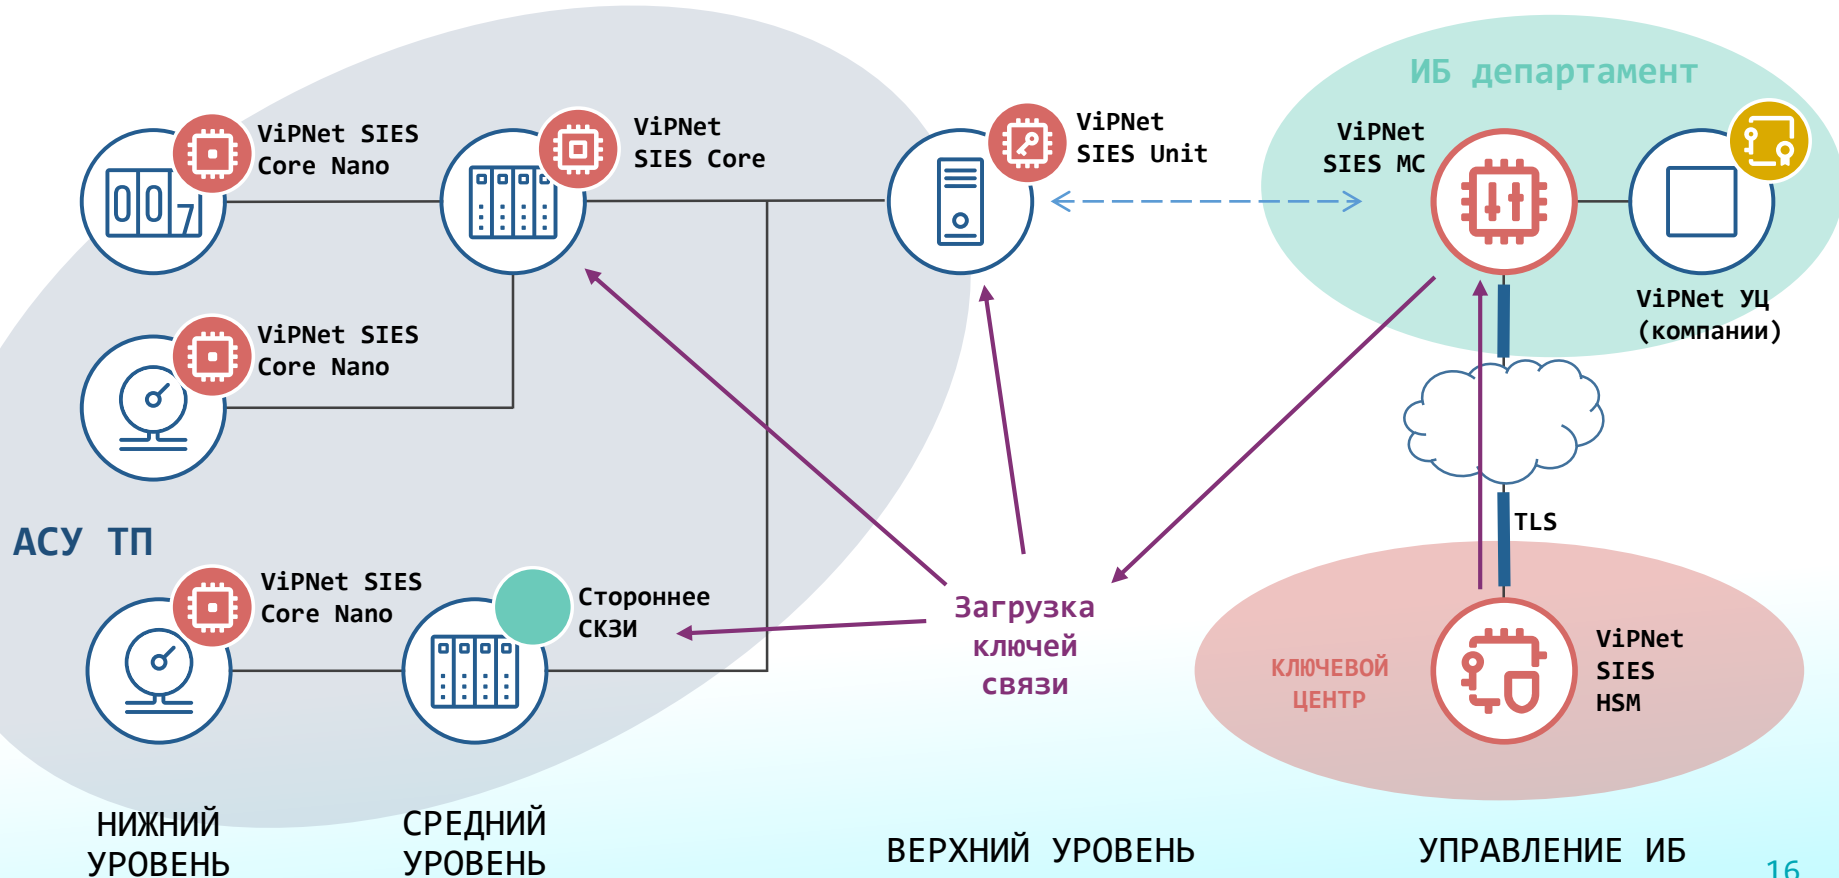 ИБ департамент
ViPNet SIES
Core Nano
ViPNet
SIES Core
ViPNet
SIES Unit
ViPNet
SIES MC
007
ViPNet УЦ
(компании)
ViPNet SIES
Core Nano
TLS
АСУ ТП
ViPNet SIES
Core Nano
Стороннее
СКЗИ
Загрузка
ключей
связи
КЛЮЧЕВОЙ
ЦЕНТР
ViPNet
SIES
HSM
НИЖНИЙ
УРОВЕНЬ
СРЕДНИЙ
УРОВЕНЬ
ВЕРХНИЙ УРОВЕНЬ
УПРАВЛЕНИЕ ИБ
16